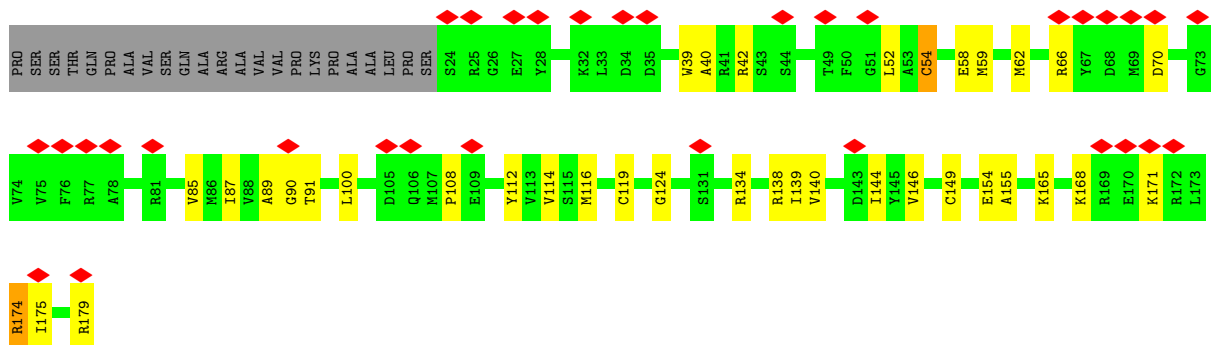 PRO SER SER THR GLN PRO ALA VAL SER GLN ALA ARG ALA VAL VAL PRO LYS PRO ALA ALA LEU PRO SER S24 R25 G26 E27 Y28 K32 L33 D34 D35 W39 A40 R41 R42 S43 S44 T49 F50 G51 L52 A53 C54 E58 M59 M62 R66 Y67 D68 M69 D70 G73
V74 V75 F76 R77 A78 R81 V85 M86 I87 V88 A89 G90 T91 L100 D105 Q106 M107 P108 E109 Y112 V113 V114 S115 M116 C119 G124 S131 R134 R138 I139 V140 D143 I144 Y145 V146 C149 E154 A155 K165 K168 R169 E170 K171 R172 L173
R174 I175 R179